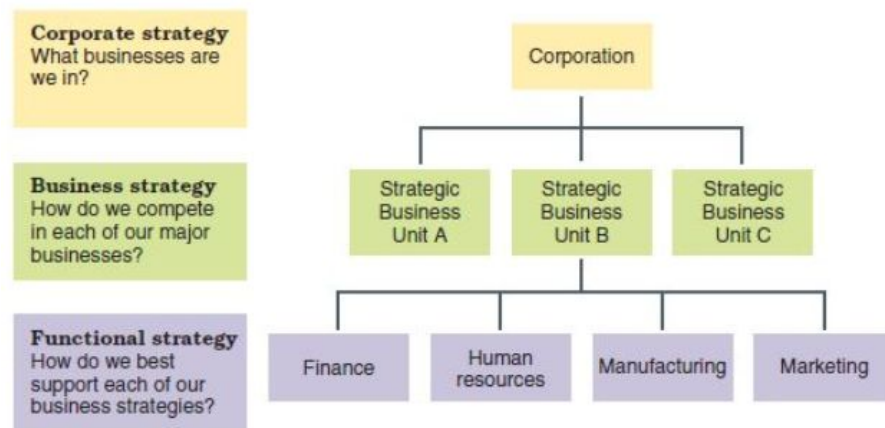 Corporate strategy
What businesses are
we in?
Corporation
Business strategy
How do we compete
in each of our major
businesses?
Strategic
Business
Unit A
Strategic
Business
Unit B
Strategic
Business
Unit C
Functional strategy
How do we best
support each of our
business strategies?
Finance
Human
resources
Manufacturing
Marketing